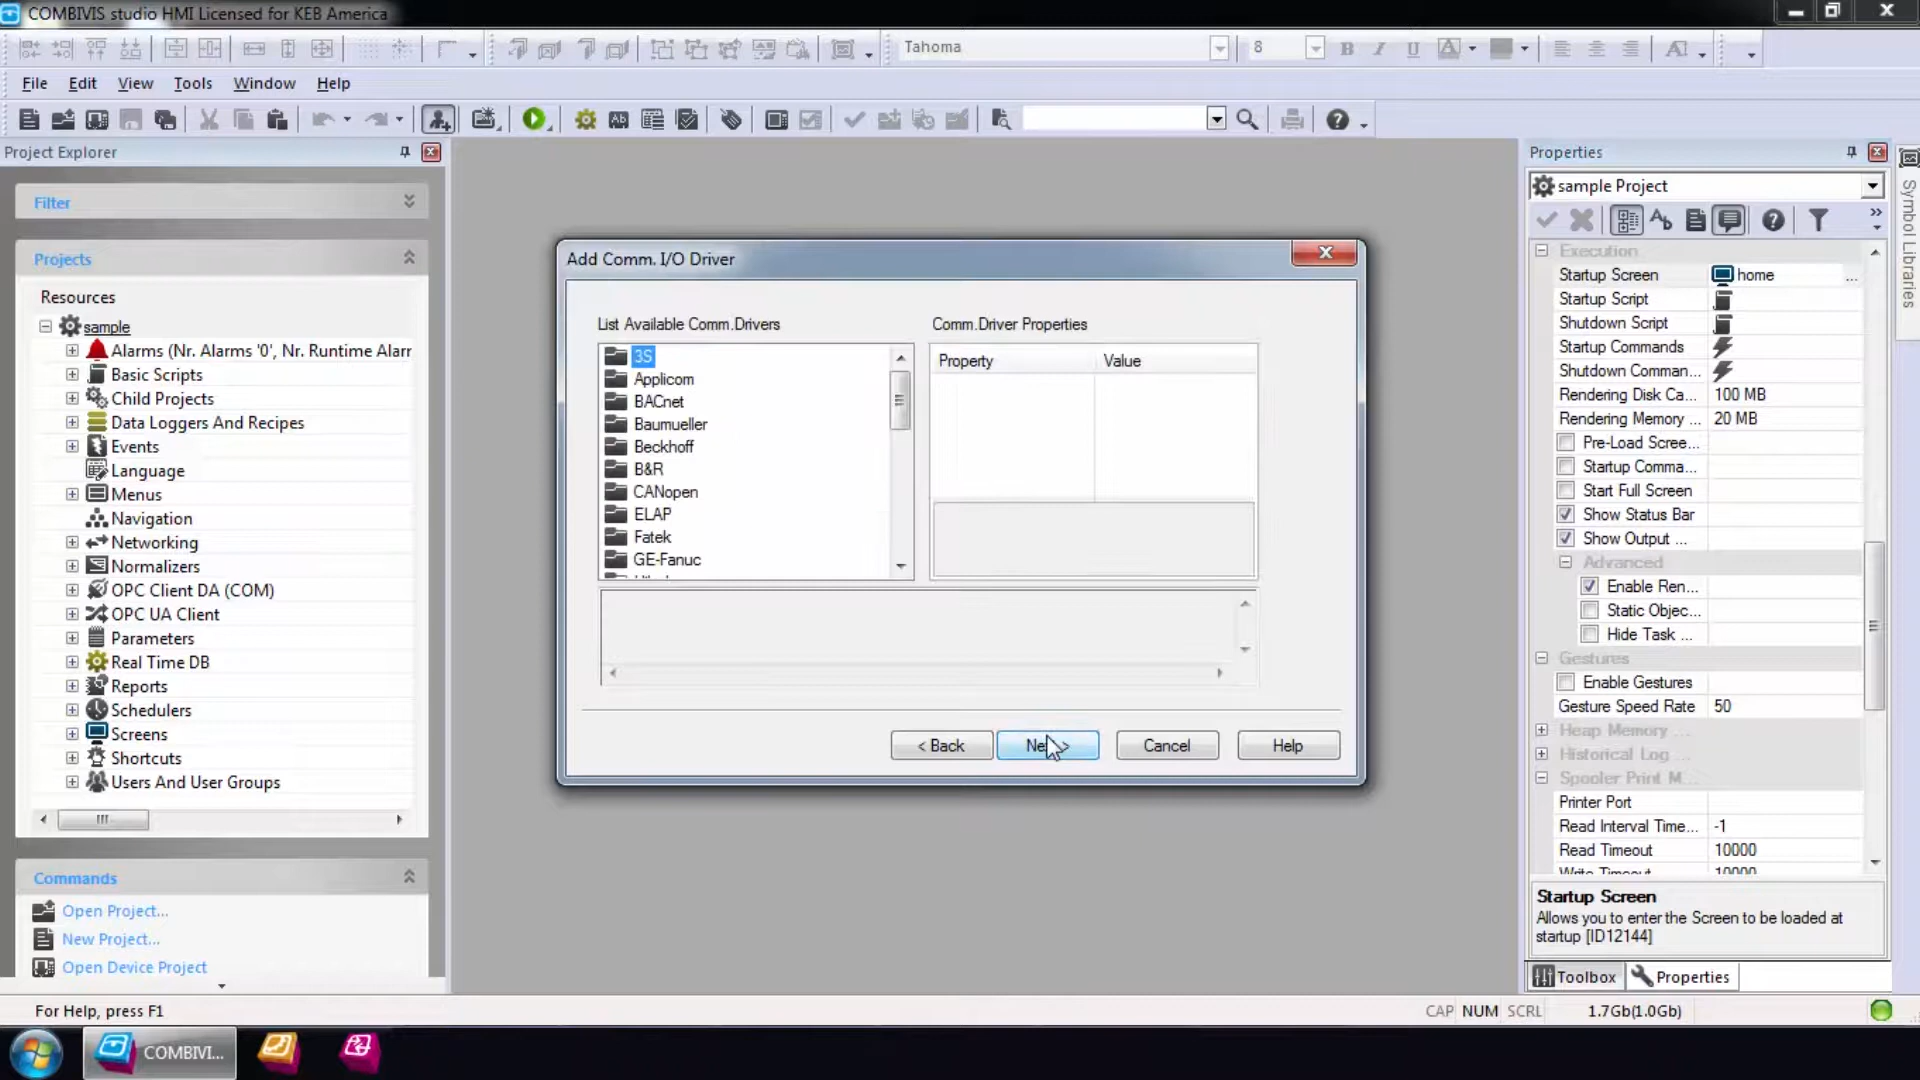 COMBIVIS studio HMI Licensed for KEB America
Tahoma
8
File Edit View Tools Window Help
Project Explorer
Filter
Projects
Resources
sample
Alarms (Nr. Alarms '0', Nr. Runtime Alarr
Basic Scripts
Child Projects
Data Loggers And Recipes
Events
Language
Menus
Navigation
Networking
Normalizers
OPC Client DA (COM)
OPC UA Client
Parameters
Real Time DB
Reports
Schedulers
Screens
Shortcuts
Users And User Groups
Commands
Open Project...
New Project...
Open Device Project
Add Comm. I/O Driver
List Available Comm.Drivers
3S
Applicom
BACnet
Baumueller
Beckhoff
B&R
CANopen
ELAP
Fatek
GE-Fanuc
Comm.Driver Properties
Property Value
< Back
Cancel
Help
Properties
sample Project
Execution
Startup Screen home ...
Startup Script
Shutdown Script
Startup Commands
Shutdown Comman...
Rendering Disk Ca... 100 MB
Rendering Memory ... 20 MB
Pre-Load Scree...
Startup Comma...
Start Full Screen
Show Status Bar
Show Output ...
Advanced
Enable Ren...
Static Objec...
Hide Task ...
Gestures
Enable Gestures
Gesture Speed Rate 50
Heap Memory ...
Historical Log ...
Spooler Print M...
Printer Port
Read Interval Time... -1
Read Timeout 10000
Write Timeout 10000
Startup Screen
Allows you to enter the Screen to be loaded at
startup [ID12144]
Toolbox Properties
Symbol Libraries
For Help, press F1
CAP NUM SCRL 1.7Gb(1.0Gb)
COMBIVI...